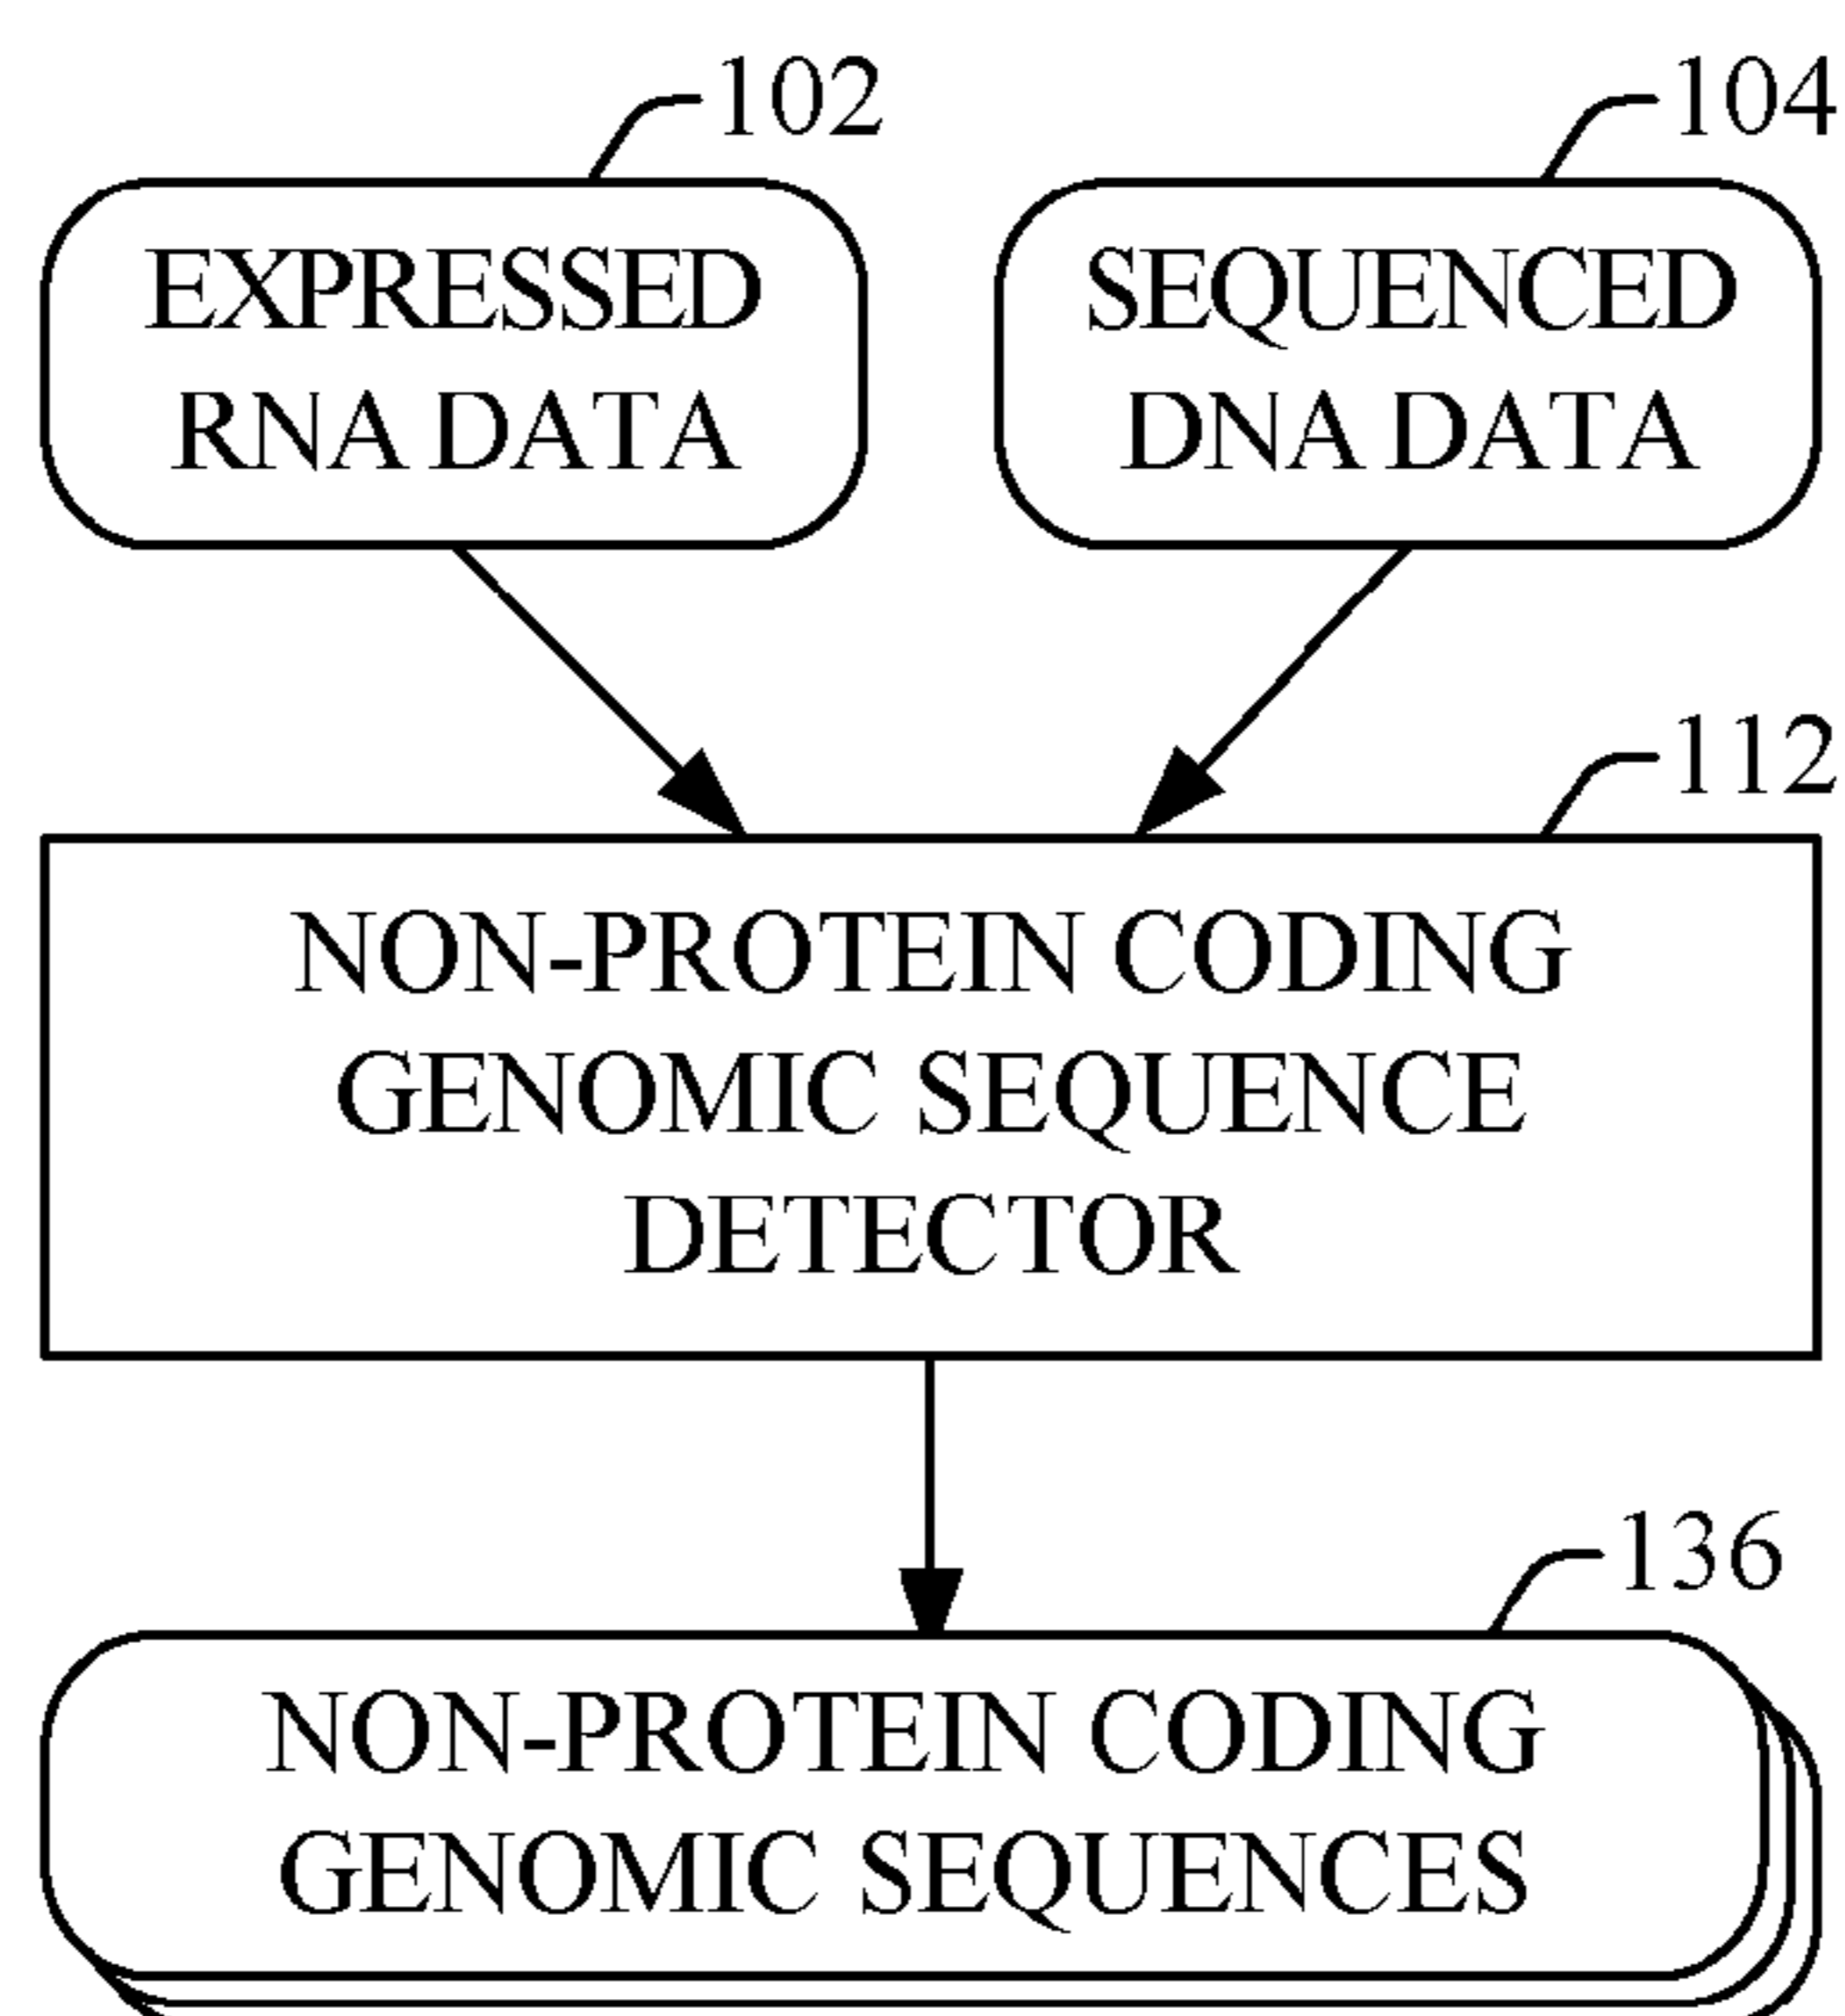 102
104
EXPRESSED
RNA DATA
SEQUENCED
DNA DATA
112
NON-PROTEIN CODING
GENOMIC SEQUENCE
DETECTOR
136
NON-PROTEIN CODING
GENOMIC SEQUENCES